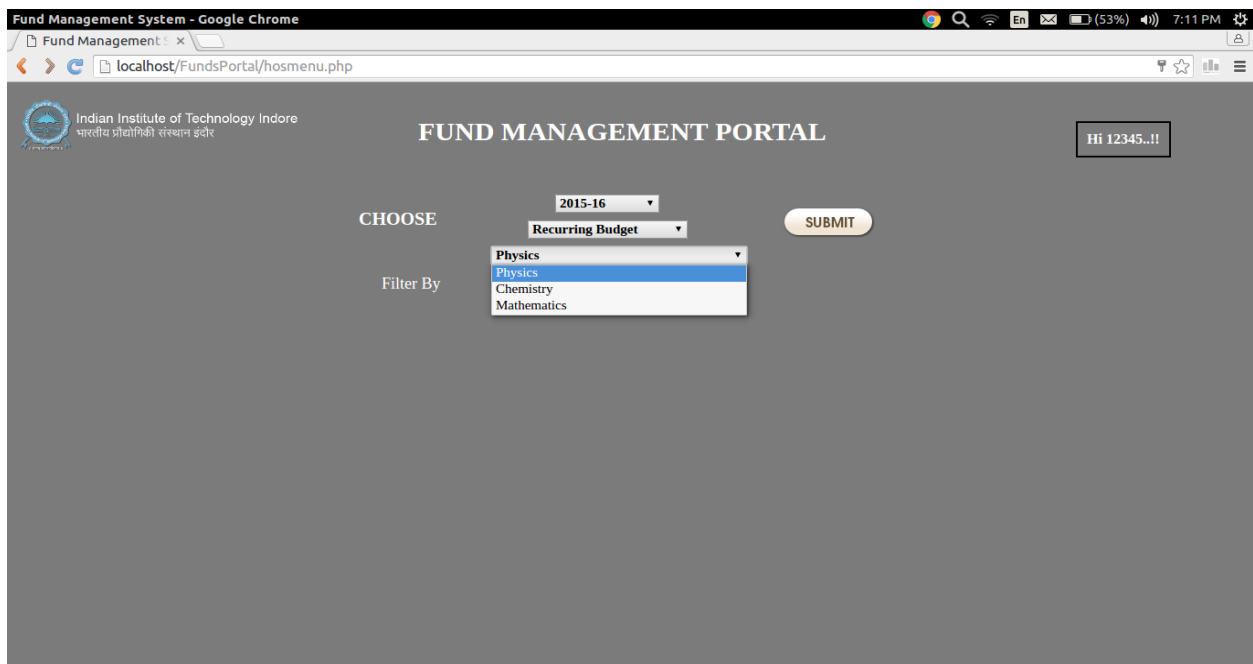 Fund Management System - Google Chrome
En (53%) 7:11 PM
Fund Management S
localhost/FundsPortal/hosmenu.php
Indian Institute of Technology Indore
भारतीय प्रौद्योगिकी संस्थान इंदौर
FUND MANAGEMENT PORTAL
Hi 12345..!!
2015-16
CHOOSE
Recurring Budget
SUBMIT
Physics
Filter By
Physics
Chemistry
Mathematics